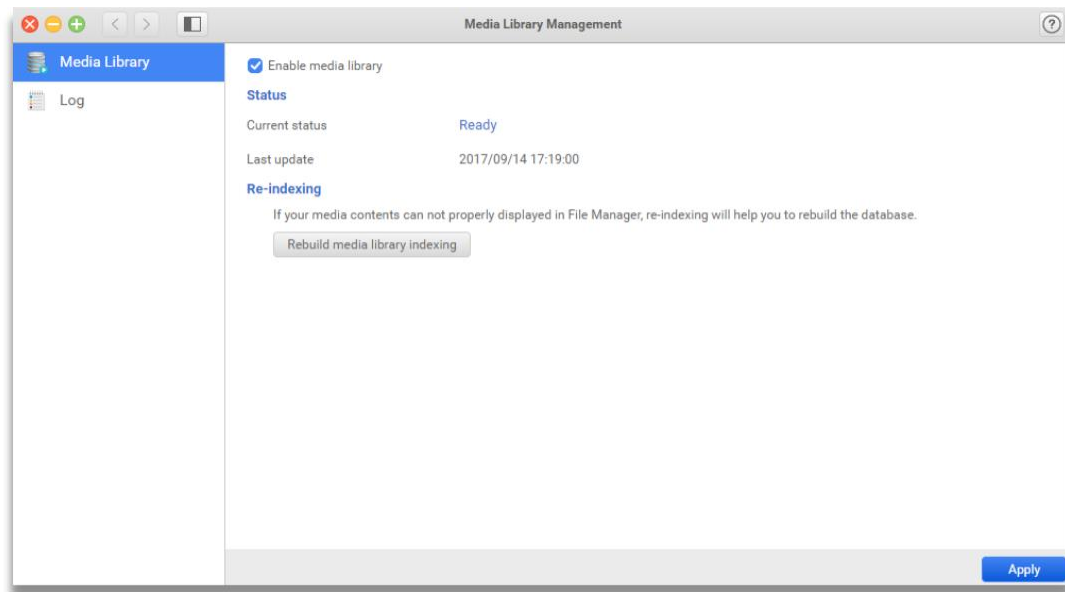 Media Library Management
?
Media Library
Log
Enable media library
Status
Current status Ready
Last update 2017/09/14 17:19:00
Re-indexing
If your media contents can not properly displayed in File Manager, re-indexing will help you to rebuild the database.
Rebuild media library indexing
Apply